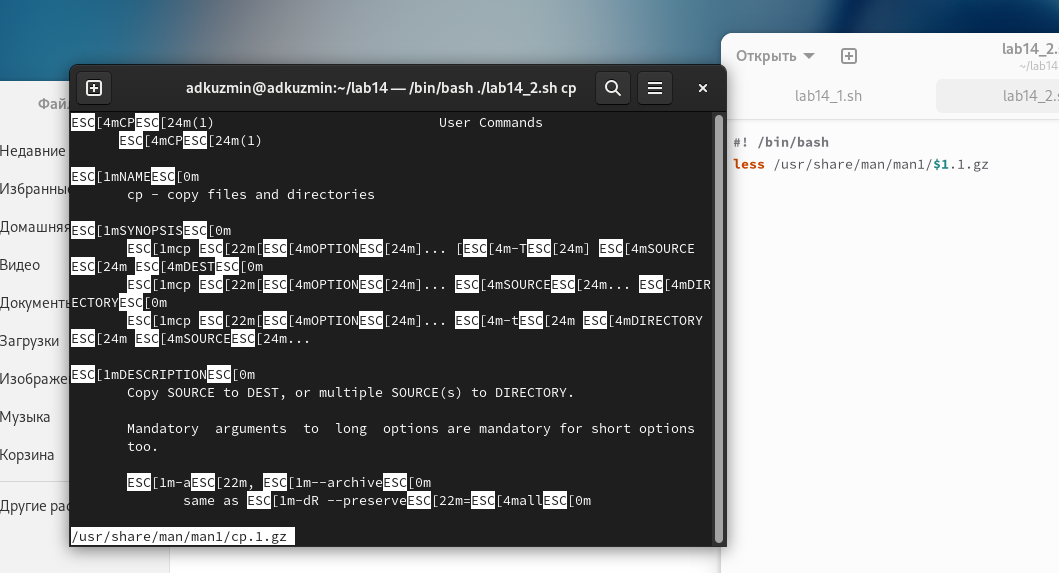 Файл
Недавние
Избранные
Домашняя
Видео
Документы
Загрузки
Изображе
Музыка
Корзина
Другие рас
adkuzmin@adkuzmin:~/lab14 — /bin/bash ./lab14_2.sh cp
ESC[4mCPESC[24m(1) User Commands
ESC[4mCPESC[24m(1)
ESC[1mNAMEESC[0m
cp - copy files and directories
ESC[1mSYNOPSISESC[0m
ESC[1mcp ESC[22m[ESC[4mOPTIONESC[24m]... [ESC[4m-TESC[24m] ESC[4mSOURCE
ESC[24m ESC[4mDESTESC[0m
ESC[1mcp ESC[22m[ESC[4mOPTIONESC[24m]... ESC[4mSOURCEESC[24m... ESC[4mDIR
ECTORYESC[0m
ESC[1mcp ESC[22m[ESC[4mOPTIONESC[24m]... ESC[4m-tESC[24m ESC[4mDIRECTORY
ESC[24m ESC[4mSOURCEESC[24m...
ESC[1mDESCRIPTIONESC[0m
Copy SOURCE to DEST, or multiple SOURCE(s) to DIRECTORY.
Mandatory arguments to long options are mandatory for short options
too.
ESC[1m-aESC[22m, ESC[1m--archiveESC[0m
same as ESC[1m-dR --preserveESC[22m=ESC[4mallESC[0m
/usr/share/man/man1/cp.1.gz
Открыть
lab14_2.
~/lab14
lab14_1.sh
lab14_2.s
#! /bin/bash
less /usr/share/man/man1/$1.1.gz